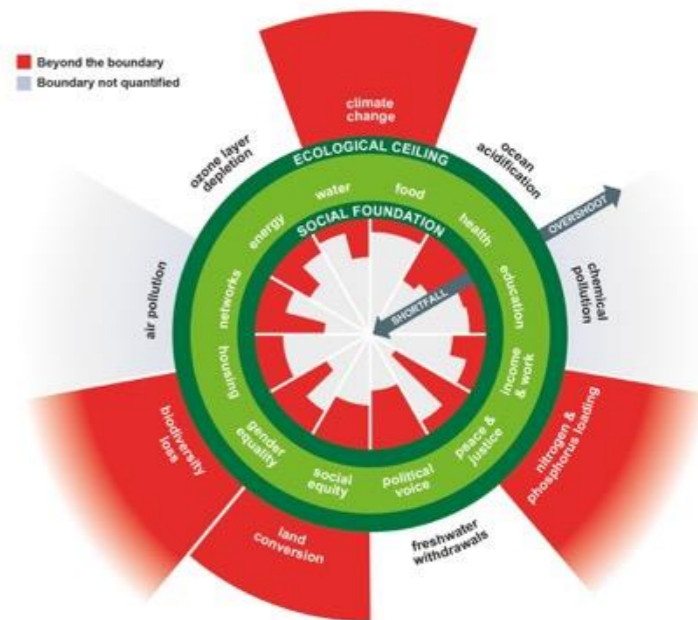 Beyond the boundary
Boundary not quantified
climate
change
ozone layer
depletion
ocean
acidification
ECOLOGICAL CEILING
water
food
energy
health
SOCIAL FOUNDATION
OVERSHOOT
networks
education
SHORTFALL
air pollution
chemical
pollution
housing
income
& work
gender
equality
peace &
justice
social
equity
political
voice
biodiversity
loss
nitrogen &
phosphorus loading
land
conversion
freshwater
withdrawals